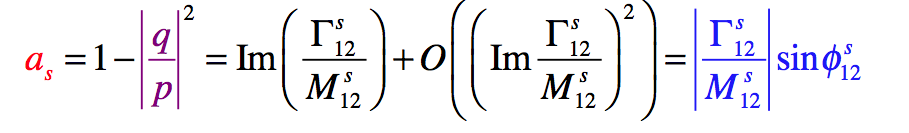 a_s = 1 - |q/p|^2 = Im(Γ^s_12 / M^s_12) + O((Im Γ^s_12 / M^s_12)^2) = |Γ^s_12 / M^s_12| sin ϕ^s_12